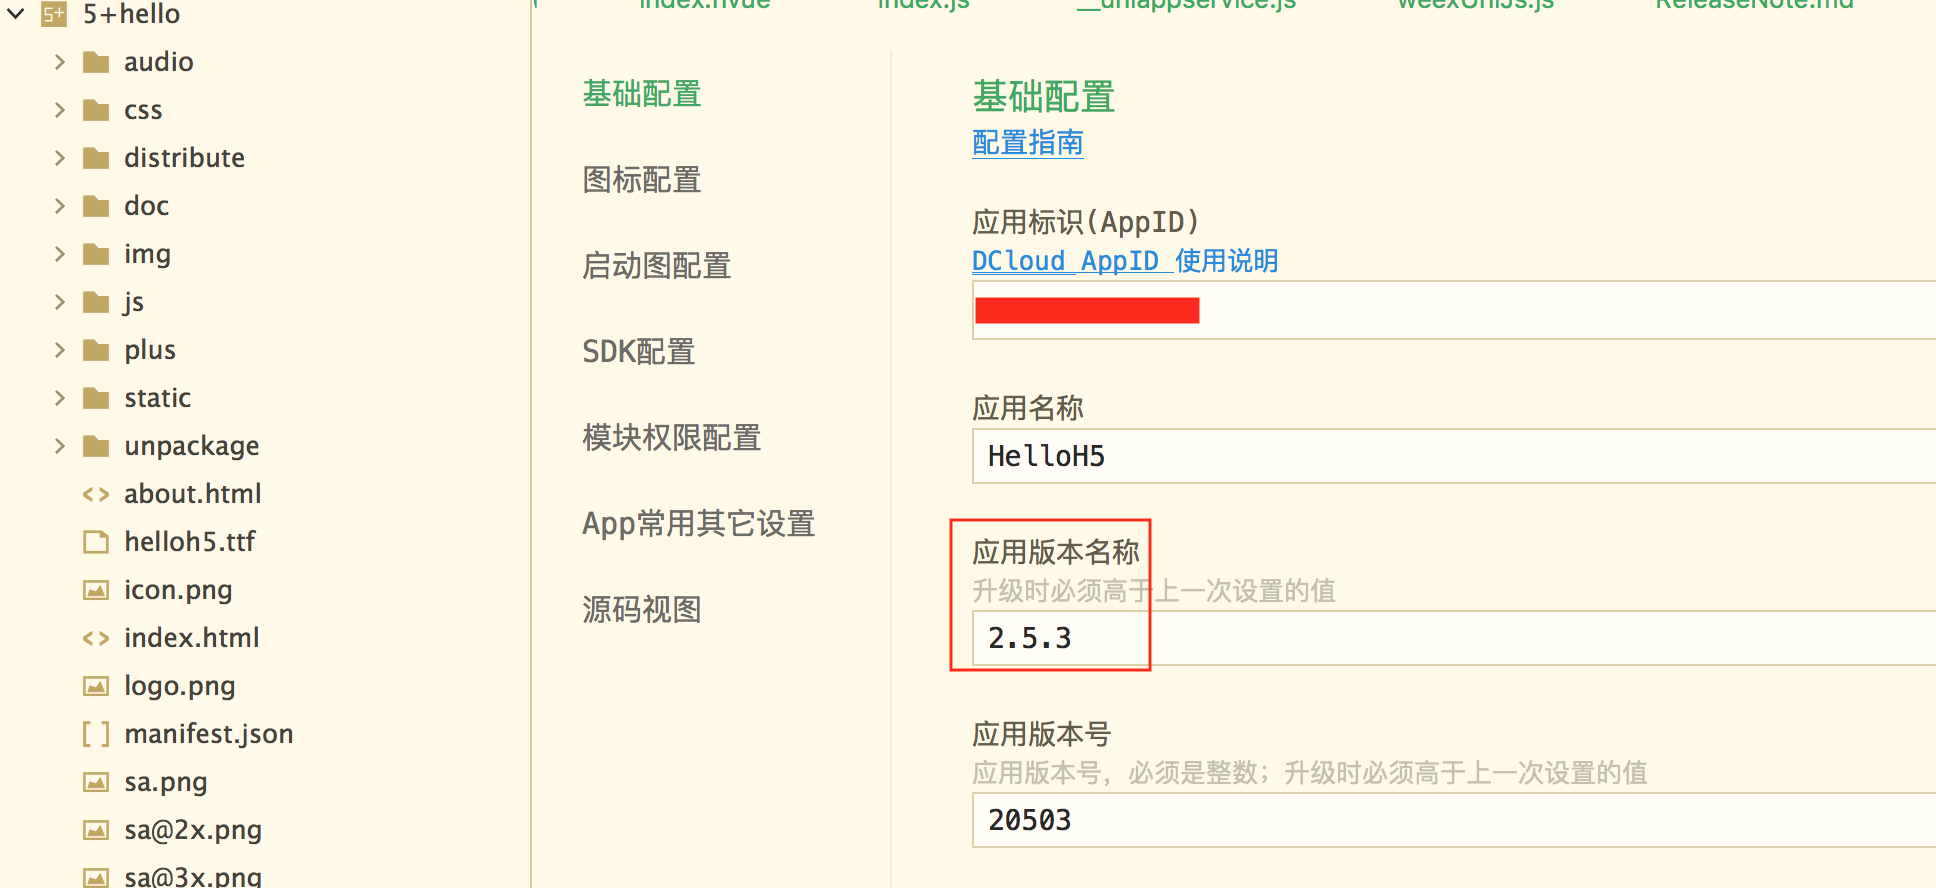 5+hello
audio
css
distribute
doc
img
js
plus
static
unpackage
about.html
helloh5.ttf
icon.png
index.html
logo.png
manifest.json
sa.png
sa@2x.png
sa@3x.png
index.nvue
index.js
__uniappservice.js
weexUniJs.js
ReleaseNote.md
基础配置
图标配置
启动图配置
SDK配置
模块权限配置
App常用其它设置
源码视图
基础配置
配置指南
应用标识(AppID)
DCloud AppID 使用说明
应用名称
HelloH5
应用版本名称
升级时必须高于上一次设置的值
2.5.3
应用版本号
应用版本号，必须是整数；升级时必须高于上一次设置的值
20503